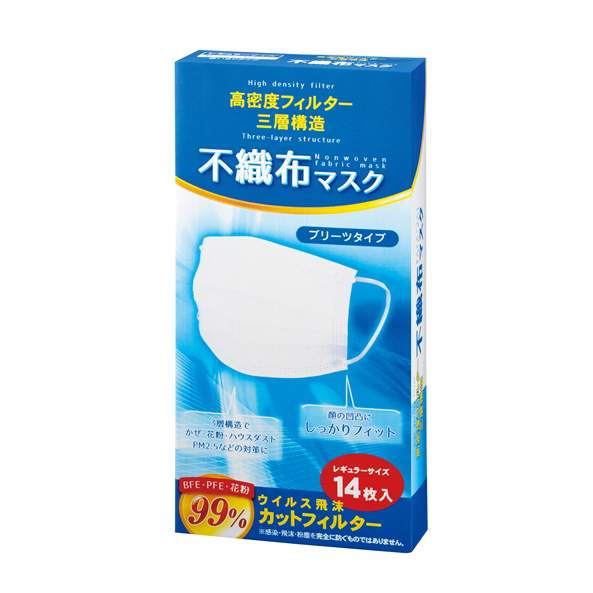 High density filter
高密度フィルター
三層構造
Three-layer structure
不織布マスク
Nonwoven
fabric mask
プリーツタイプ
3層構造で
かぜ・花粉・ハウスダスト
PM2.5などの対策に
顔の凹凸に
しっかりフィット
レギュラーサイズ
14枚入
BFE・PFE・花粉
99%
ウイルス飛沫
カットフィルター
※感染・飛沫・粉塵を完全に防ぐものではありません。
不織布マスク